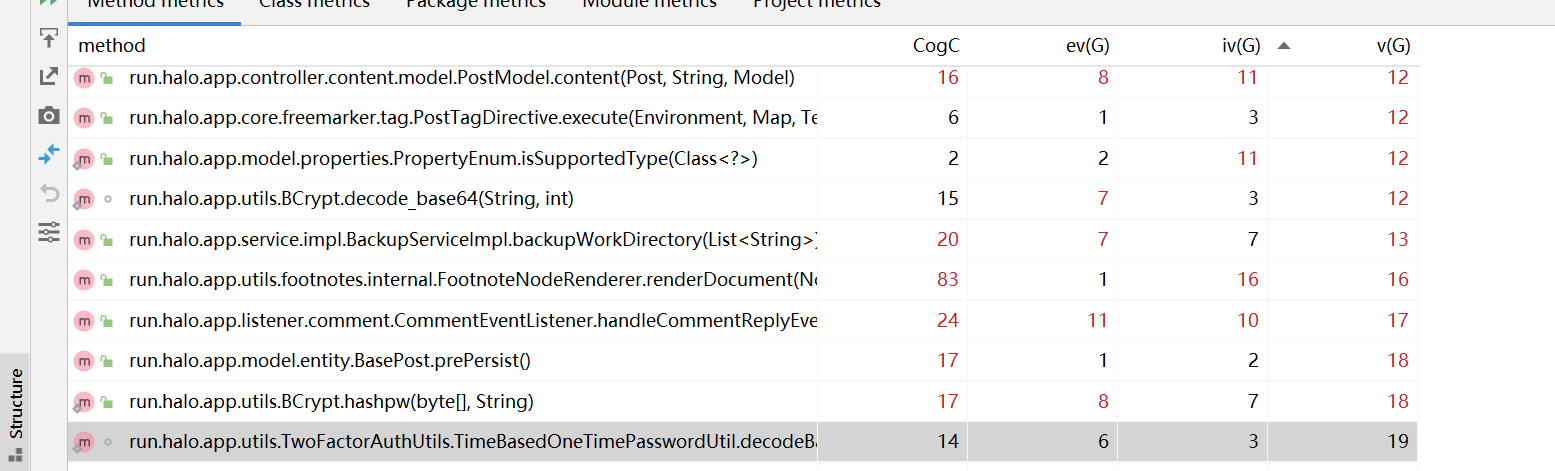 Method metrics Class metrics Package metrics Module metrics Project metrics
method CogC ev(G) iv(G) v(G)
run.halo.app.controller.content.model.PostModel.content(Post, String, Model) 16 8 11 12
run.halo.app.core.freemarker.tag.PostTagDirective.execute(Environment, Map, Te 6 1 3 12
run.halo.app.model.properties.PropertyEnum.isSupportedType(Class<?>) 2 2 11 12
run.halo.app.utils.BCrypt.decode_base64(String, int) 15 7 3 12
run.halo.app.service.impl.BackupServiceImpl.backupWorkDirectory(List<String>) 20 7 7 13
run.halo.app.utils.footnotes.internal.FootnoteNodeRenderer.renderDocument(No 83 1 16 16
run.halo.app.listener.comment.CommentEventListener.handleCommentReplyEve 24 11 10 17
run.halo.app.model.entity.BasePost.prePersist() 17 1 2 18
run.halo.app.utils.BCrypt.hashpw(byte[], String) 17 8 7 18
run.halo.app.utils.TwoFactorAuthUtils.TimeBasedOneTimePasswordUtil.decodeBa 14 6 3 19
Structure